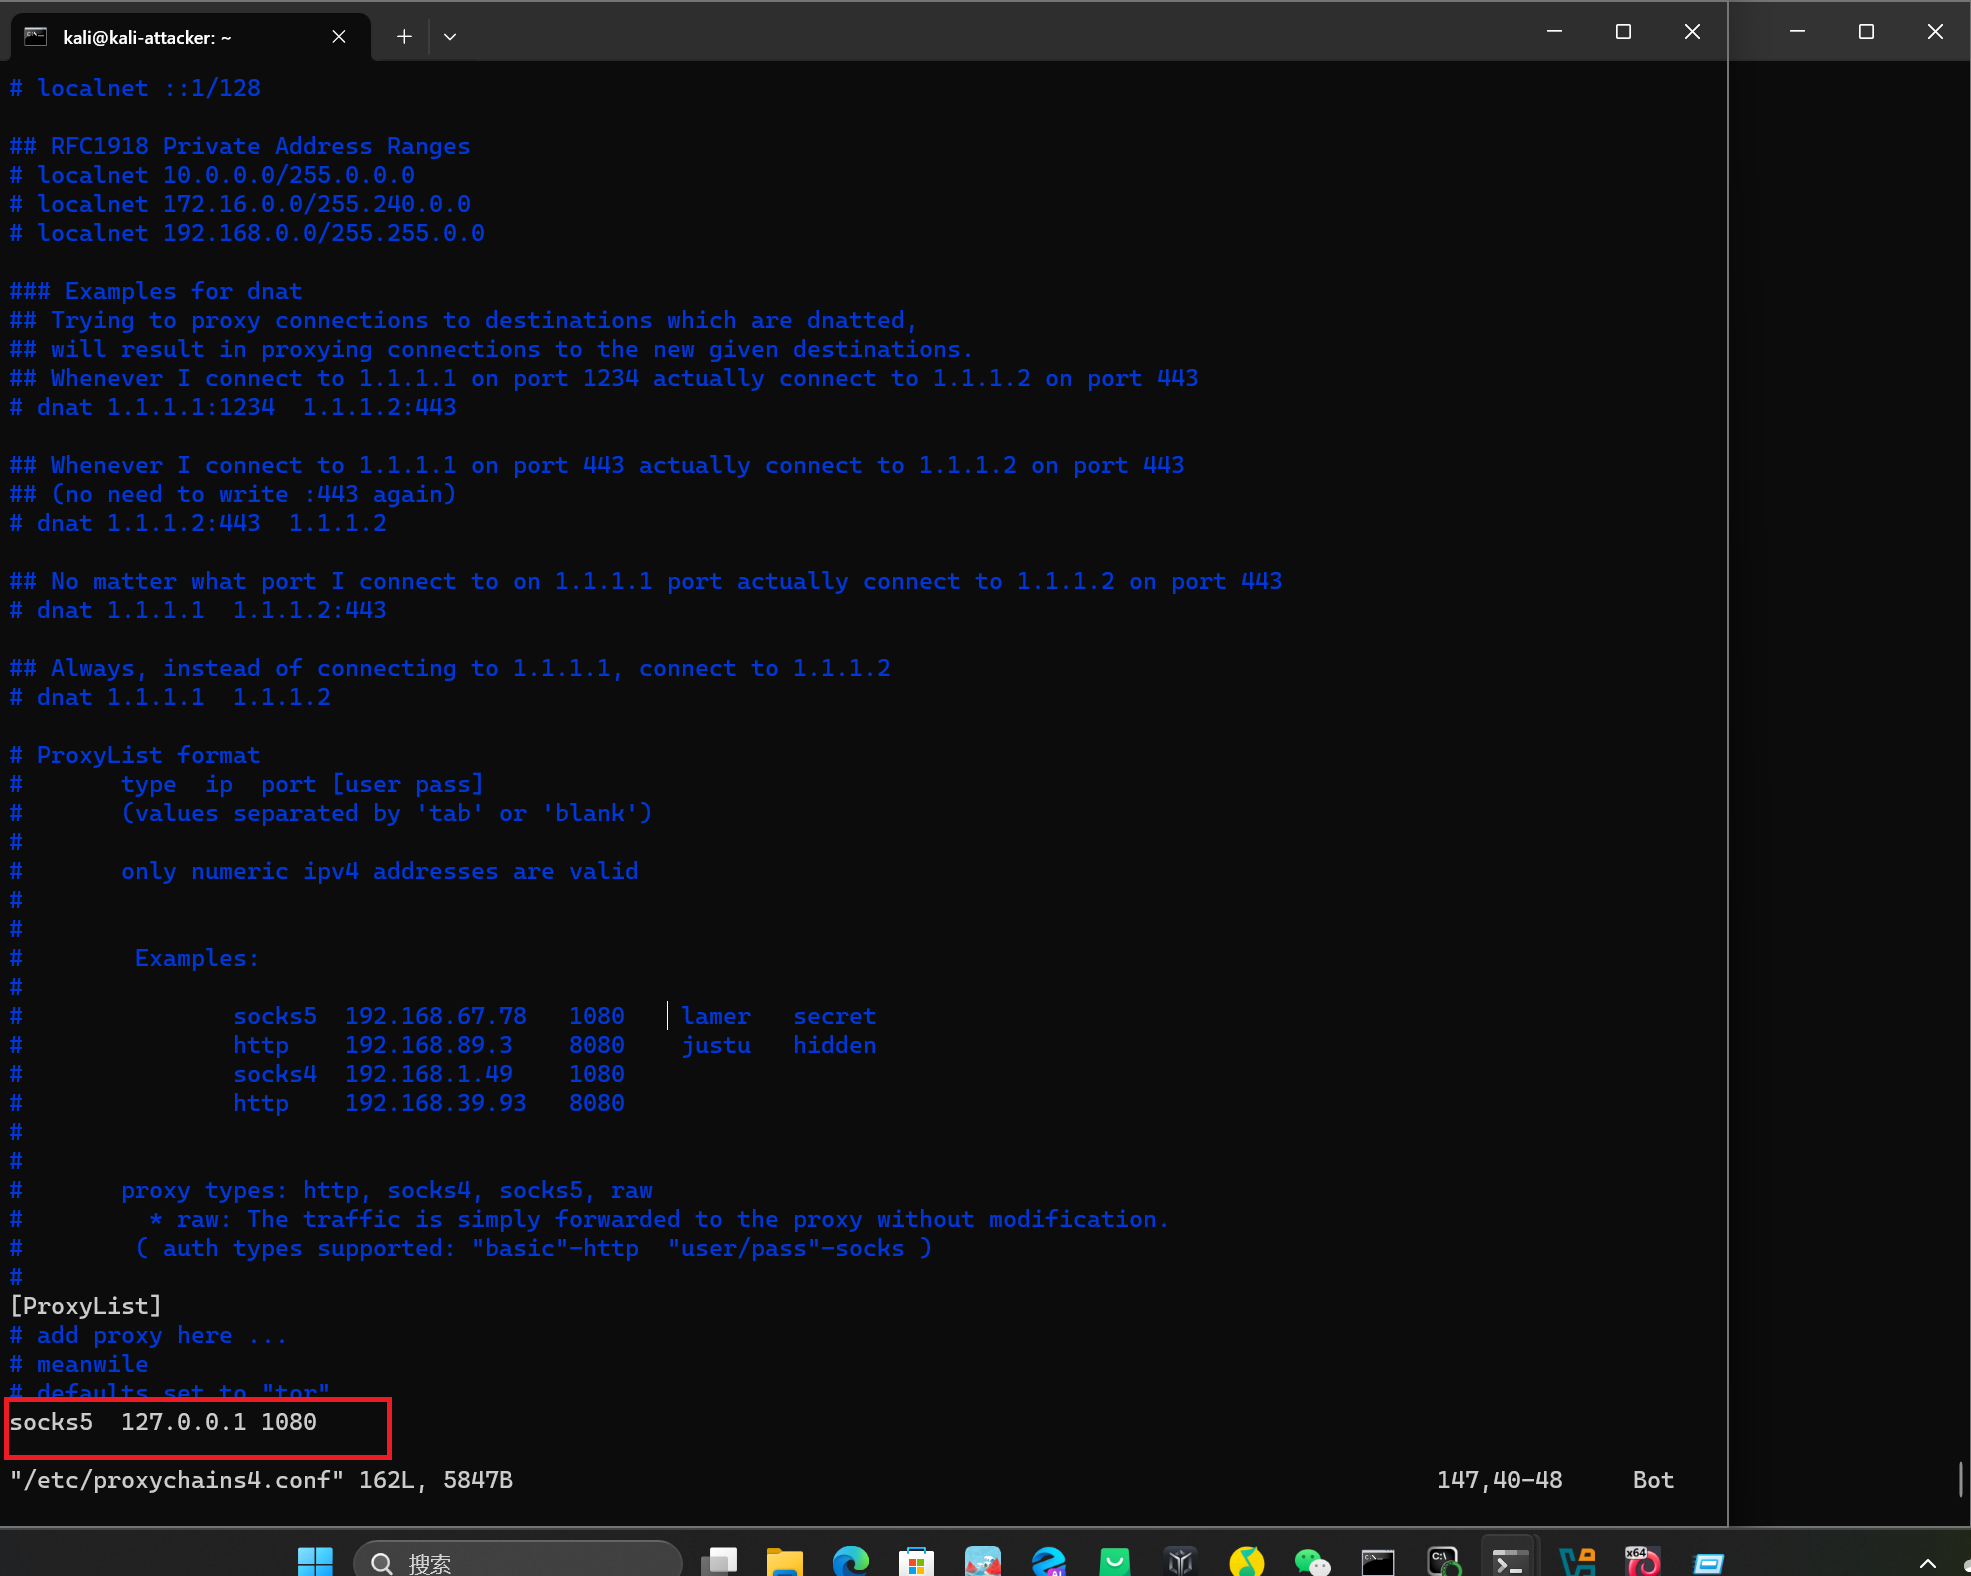 kali@kali-attacker: ~
# localnet ::1/128
## RFC1918 Private Address Ranges
# localnet 10.0.0.0/255.0.0.0
# localnet 172.16.0.0/255.240.0.0
# localnet 192.168.0.0/255.255.0.0
### Examples for dnat
## Trying to proxy connections to destinations which are dnatted,
## will result in proxying connections to the new given destinations.
## Whenever I connect to 1.1.1.1 on port 1234 actually connect to 1.1.1.2 on port 443
# dnat 1.1.1.1:1234  1.1.1.2:443
## Whenever I connect to 1.1.1.1 on port 443 actually connect to 1.1.1.2 on port 443
## (no need to write :443 again)
# dnat 1.1.1.2:443  1.1.1.2
## No matter what port I connect to on 1.1.1.1 port actually connect to 1.1.1.2 on port 443
# dnat 1.1.1.1  1.1.1.2:443
## Always, instead of connecting to 1.1.1.1, connect to 1.1.1.2
# dnat 1.1.1.1  1.1.1.2
# ProxyList format
#       type  ip  port [user pass]
#       (values separated by 'tab' or 'blank')
#
#       only numeric ipv4 addresses are valid
#
#
#        Examples:
#
#               socks5  192.168.67.78   1080    lamer   secret
#               http    192.168.89.3    8080    justu   hidden
#               socks4  192.168.1.49    1080
#               http    192.168.39.93   8080
#
#
#       proxy types: http, socks4, socks5, raw
#         * raw: The traffic is simply forwarded to the proxy without modification.
#        ( auth types supported: "basic"-http  "user/pass"-socks )
#
[ProxyList]
# add proxy here ...
# meanwile
# defaults set to "tor"
socks5  127.0.0.1 1080
"/etc/proxychains4.conf" 162L, 5847B 147,40-48 Bot
搜索